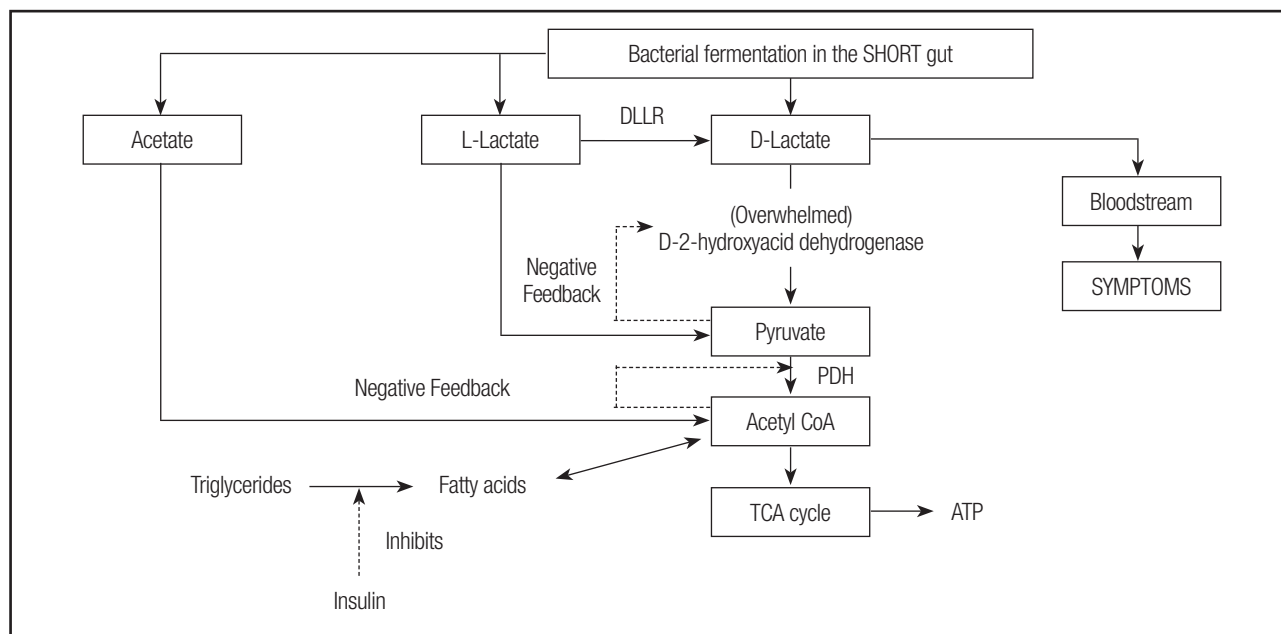 Bacterial fermentation in the SHORT gut
Acetate
L-Lactate
DLLR
D-Lactate
Bloodstream
SYMPTOMS
(Overwhelmed)
D-2-hydroxyacid dehydrogenase
Negative
Feedback
Pyruvate
Negative Feedback
PDH
Acetyl CoA
Triglycerides
Fatty acids
TCA cycle
ATP
Inhibits
Insulin